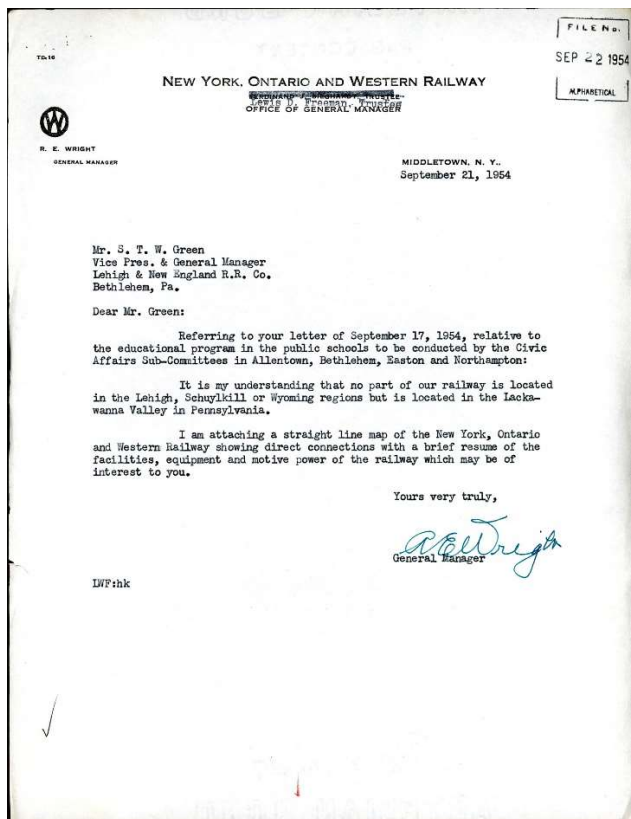 FILE No.
SEP 22 1954
ALPHABETICAL
TD-16
NEW YORK, ONTARIO AND WESTERN RAILWAY
Lewis D. Freeman, Trustee
OFFICE OF GENERAL MANAGER
W
R. E. WRIGHT
GENERAL MANAGER
MIDDLETOWN, N. Y.,
September 21, 1954
Mr. S. T. W. Green
Vice Pres. & General Manager
Lehigh & New England R.R. Co.
Bethlehem, Pa.
Dear Mr. Green:
Referring to your letter of September 17, 1954, relative to
the educational program in the public schools to be conducted by the Civic
Affairs Sub-Committees in Allentown, Bethlehem, Easton and Northampton:
It is my understanding that no part of our railway is located
in the Lehigh, Schuylkill or Wyoming regions but is located in the Lacka-
wanna Valley in Pennsylvania.
I am attaching a straight line map of the New York, Ontario
and Western Railway showing direct connections with a brief resume of the
facilities, equipment and motive power of the railway which may be of
interest to you.
Yours very truly,
R E Wright
General Manager
LWF:hk